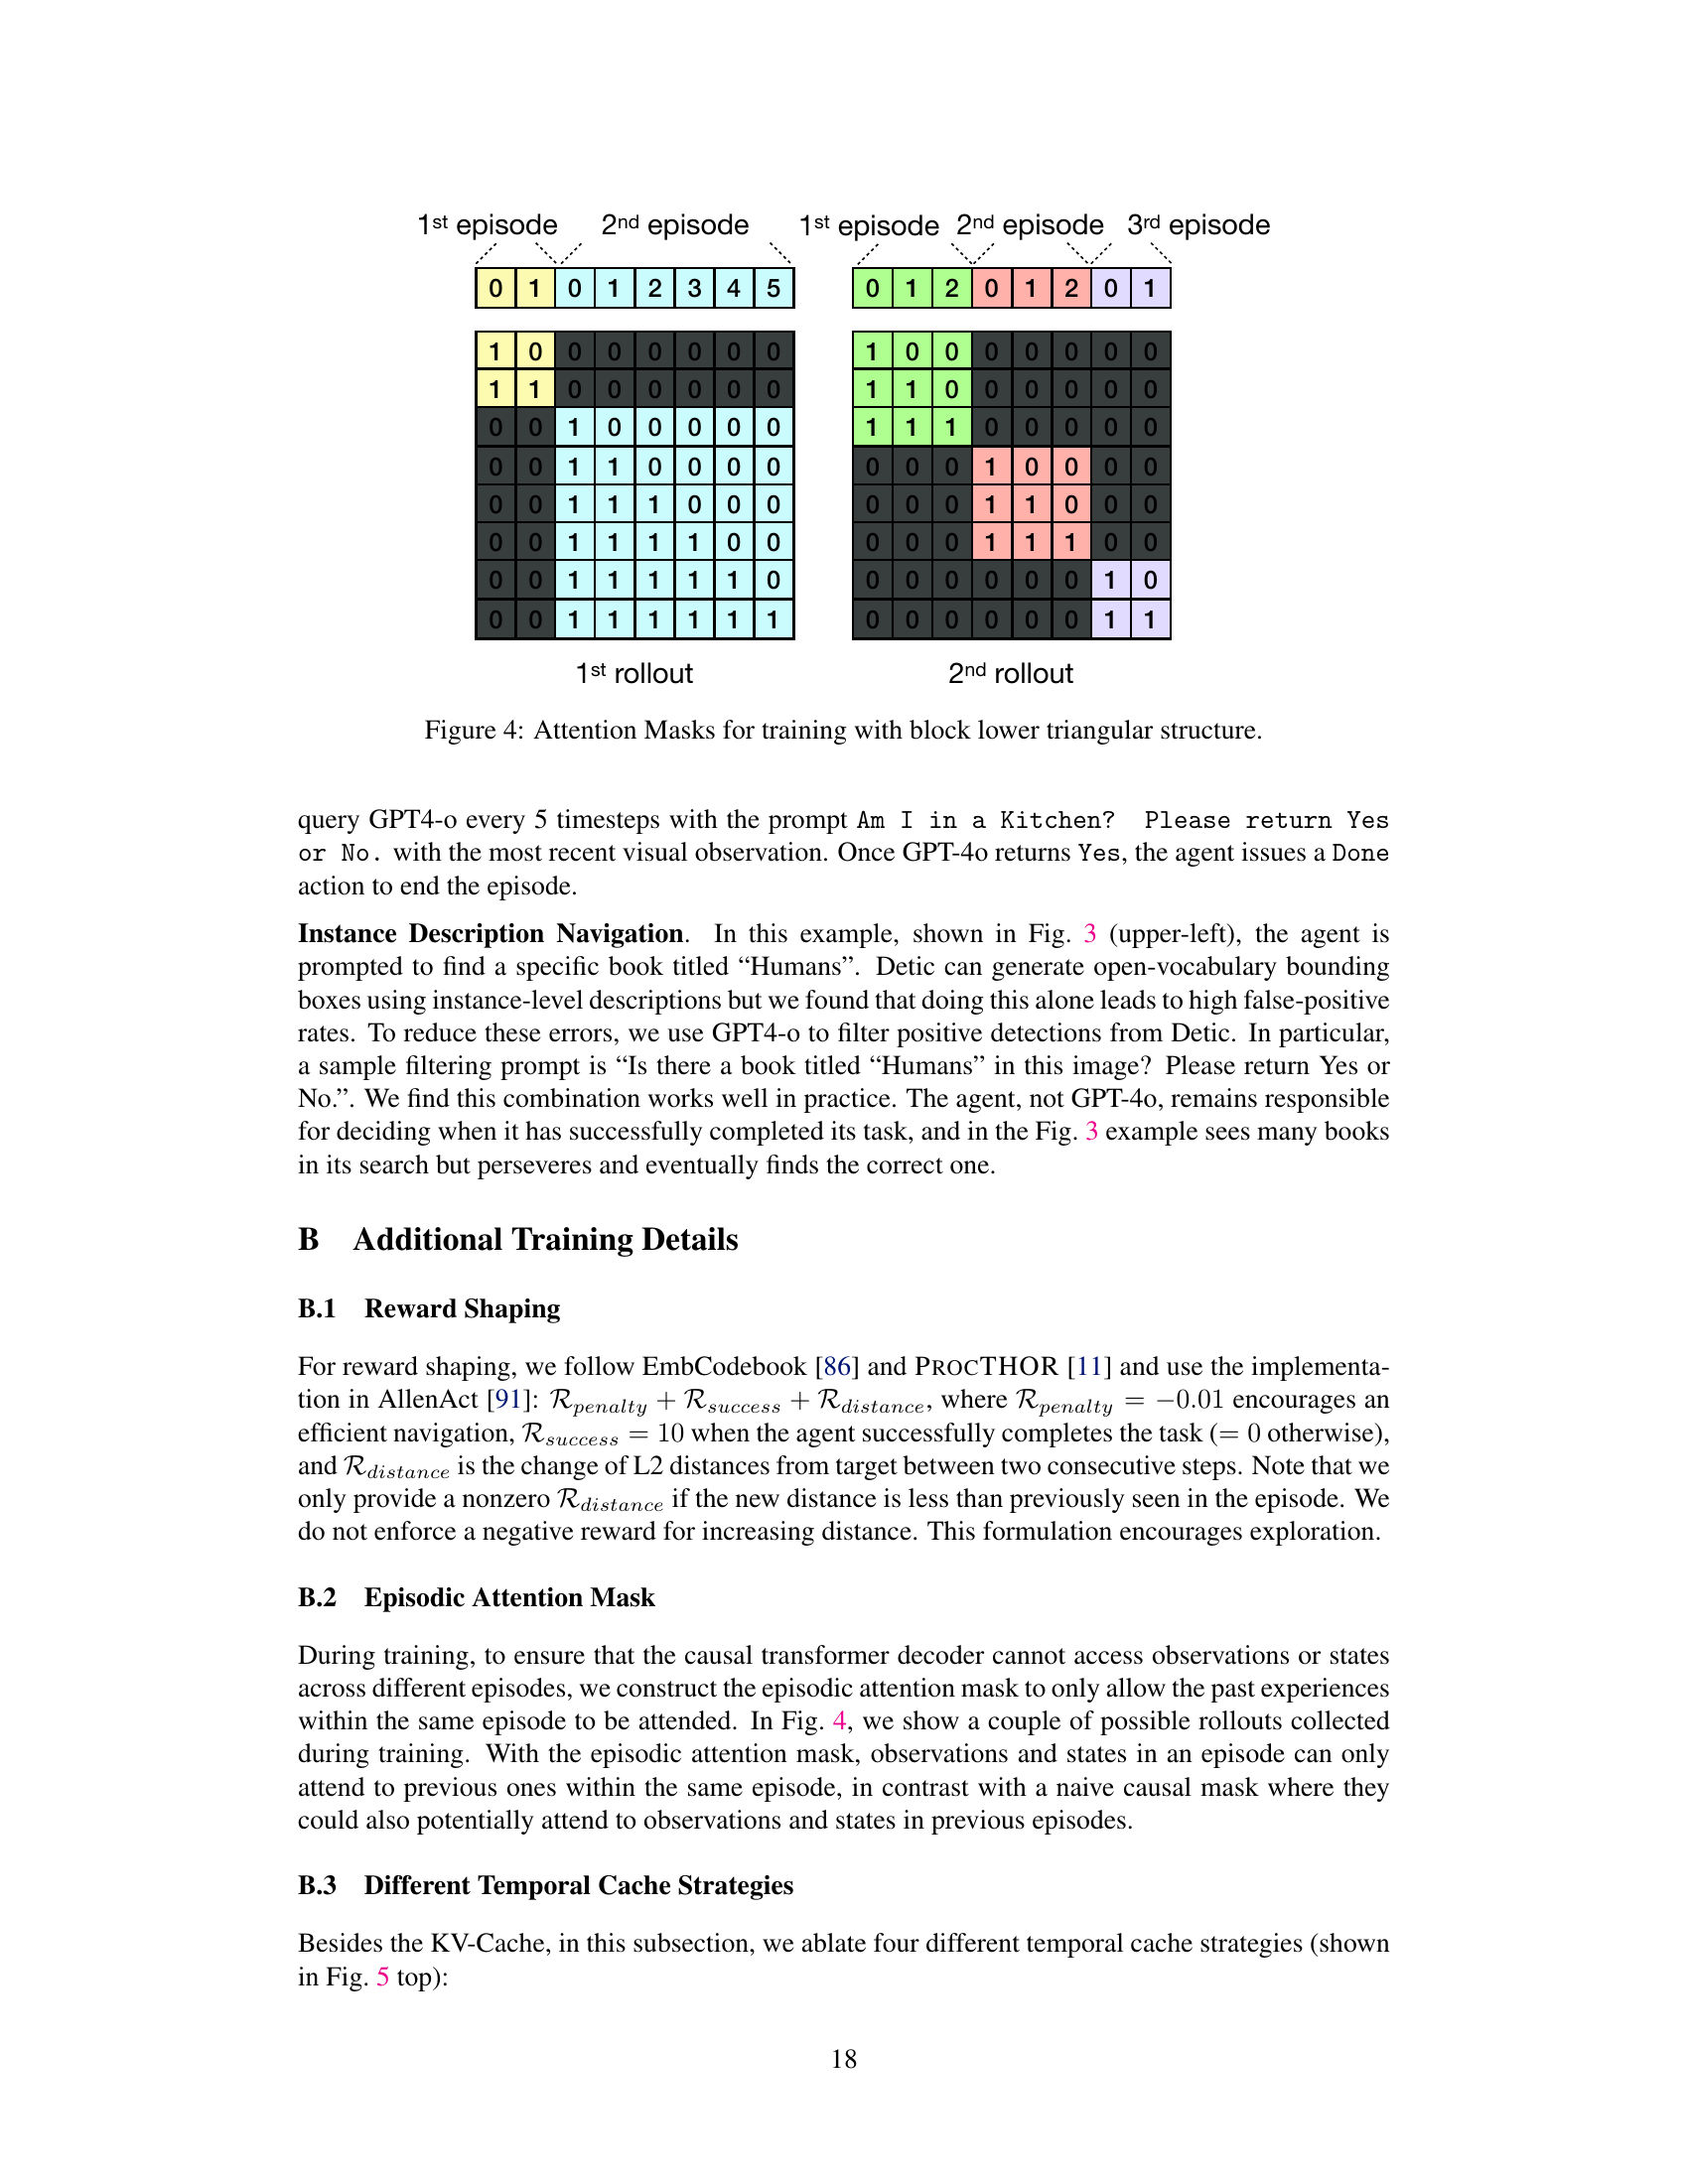 1st episode 2nd episode 1st episode 2nd episode 3rd episode
0 1 0 1 2 3 4 5 0 1 2 0 1 2 0 1
1 0 0 0 0 0 0 0 1 0 0 0 0 0 0 0
1 1 0 0 0 0 0 0 1 1 0 0 0 0 0 0
0 0 1 0 0 0 0 0 1 1 1 0 0 0 0 0
0 0 1 1 0 0 0 0 0 0 0 1 0 0 0 0
0 0 1 1 1 0 0 0 0 0 0 1 1 0 0 0
0 0 1 1 1 1 0 0 0 0 0 1 1 1 0 0
0 0 1 1 1 1 1 0 0 0 0 0 0 0 1 0
0 0 1 1 1 1 1 1 0 0 0 0 0 0 1 1
1st rollout 2nd rollout
Figure 4: Attention Masks for training with block lower triangular structure.
query GPT4-o every 5 timesteps with the prompt Am I in a Kitchen? Please return Yes
or No. with the most recent visual observation. Once GPT-4o returns Yes, the agent issues a Done
action to end the episode.
Instance Description Navigation. In this example, shown in Fig. 3 (upper-left), the agent is
prompted to find a specific book titled “Humans”. Detic can generate open-vocabulary bounding
boxes using instance-level descriptions but we found that doing this alone leads to high false-positive
rates. To reduce these errors, we use GPT4-o to filter positive detections from Detic. In particular,
a sample filtering prompt is “Is there a book titled “Humans” in this image? Please return Yes or
No.”. We find this combination works well in practice. The agent, not GPT-4o, remains responsible
for deciding when it has successfully completed its task, and in the Fig. 3 example sees many books
in its search but perseveres and eventually finds the correct one.
B Additional Training Details
B.1 Reward Shaping
For reward shaping, we follow EmbCodebook [86] and PROCTHOR [11] and use the implementa-
tion in AllenAct [91]: R_penalty + R_success + R_distance, where R_penalty = −0.01 encourages an
efficient navigation, R_success = 10 when the agent successfully completes the task (= 0 otherwise),
and R_distance is the change of L2 distances from target between two consecutive steps. Note that we
only provide a nonzero R_distance if the new distance is less than previously seen in the episode. We
do not enforce a negative reward for increasing distance. This formulation encourages exploration.
B.2 Episodic Attention Mask
During training, to ensure that the causal transformer decoder cannot access observations or states
across different episodes, we construct the episodic attention mask to only allow the past experiences
within the same episode to be attended. In Fig. 4, we show a couple of possible rollouts collected
during training. With the episodic attention mask, observations and states in an episode can only
attend to previous ones within the same episode, in contrast with a naive causal mask where they
could also potentially attend to observations and states in previous episodes.
B.3 Different Temporal Cache Strategies
Besides the KV-Cache, in this subsection, we ablate four different temporal cache strategies (shown
in Fig. 5 top):
18